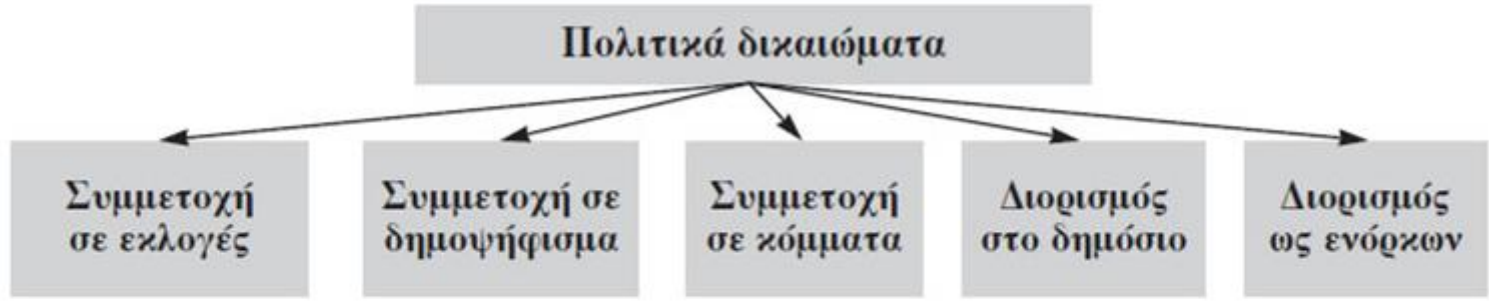 Πολιτικά δικαιώματα
Συμμετοχή
σε εκλογές
Συμμετοχή σε
δημοψήφισμα
Συμμετοχή
σε κόμματα
Διορισμός
στο δημόσιο
Διορισμός
ως ενόρκων